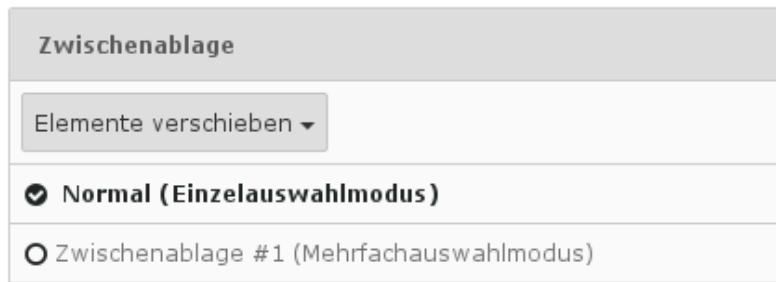 Zwischenablage
Elemente verschieben
Normal (Einzelauswahlmodus)
Zwischenablage #1 (Mehrfachauswahlmodus)